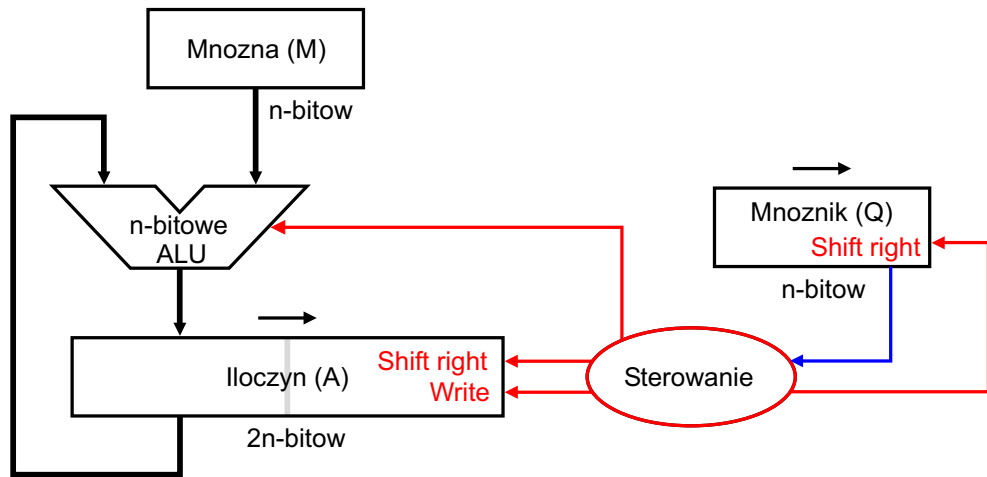 Mnozna (M)
n-bitow
n-bitowe
ALU
Mnoznik (Q)
Shift right
n-bitow
Iloczyn (A)
Shift right
Write
2n-bitow
Sterowanie